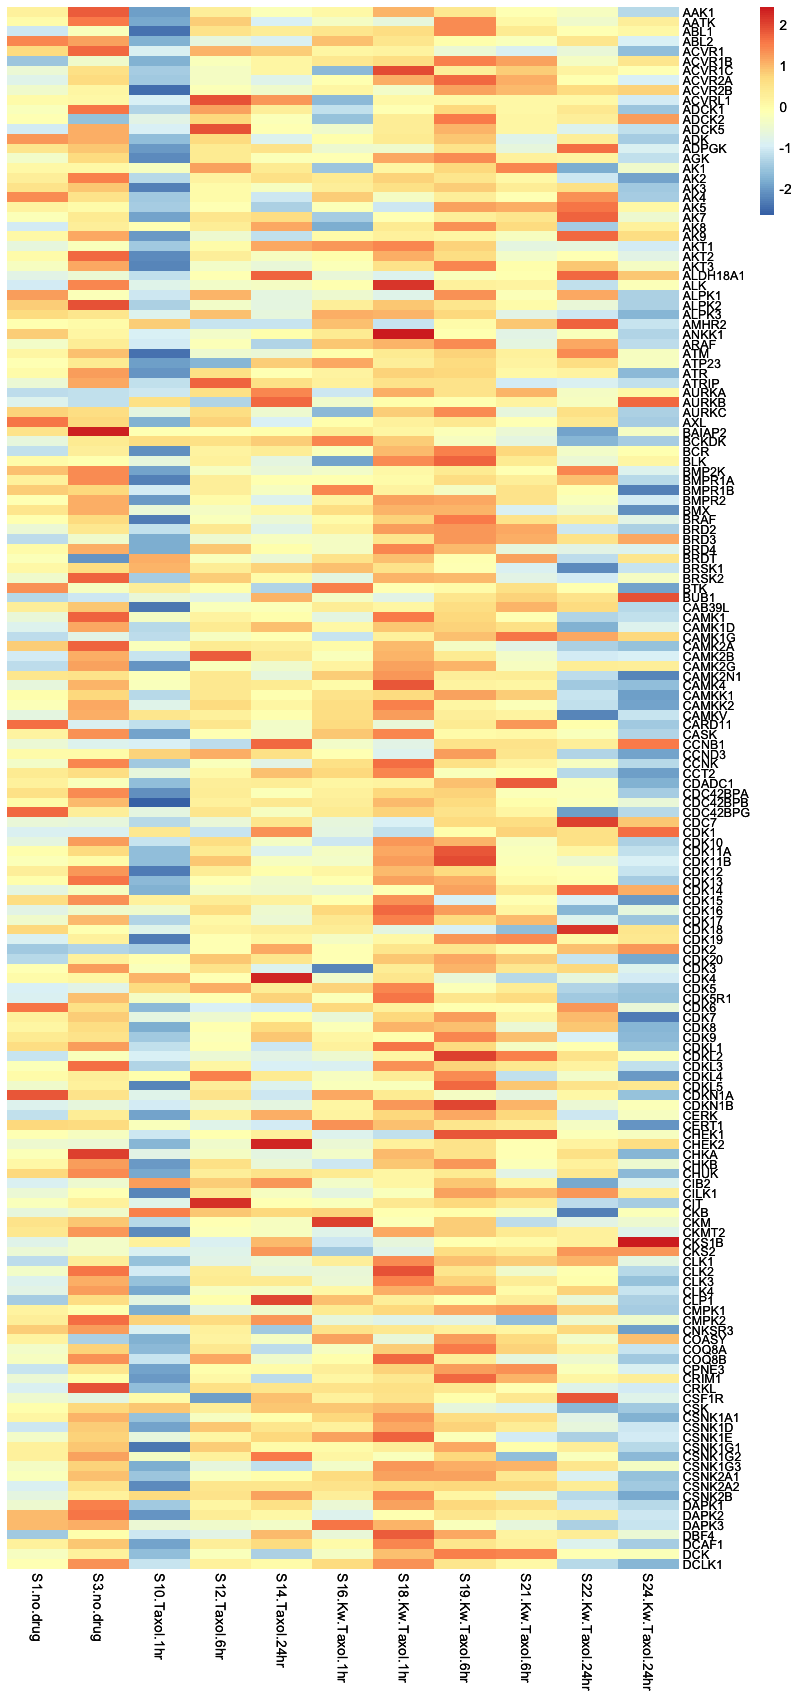 AAK1
AATK
ABL1
ABL2
ACVR1
ACVR1B
ACVR1C
ACVR2A
ACVR2B
ACVRL1
ADCK1
ADCK2
ADCK5
ADK
ADPGK
AGK
AK1
AK2
AK3
AK4
AK5
AK7
AK8
AK9
AKT1
AKT2
AKT3
ALDH18A1
ALK
ALPK1
ALPK2
ALPK3
AMHR2
ANKK1
ARAF
ATM
ATP23
ATR
ATRIP
AURKA
AURKB
AURKC
AXL
BAIAP2
BCKDK
BCR
BLK
BMP2K
BMPR1A
BMPR1B
BMPR2
BMX
BRAF
BRD2
BRD3
BRD4
BRDT
BRSK1
BRSK2
BTK
BUB1
CAB39L
CAMK1
CAMK1D
CAMK1G
CAMK2A
CAMK2B
CAMK2G
CAMK2N1
CAMK4
CAMKK1
CAMKK2
CAMKV
CARD11
CASK
CCNB1
CCND3
CCNK
CCT2
CDADC1
CDC42BPA
CDC42BPB
CDC42BPG
CDC7
CDK1
CDK10
CDK11A
CDK11B
CDK12
CDK13
CDK14
CDK15
CDK16
CDK17
CDK18
CDK19
CDK2
CDK20
CDK3
CDK4
CDK5
CDK5R1
CDK6
CDK7
CDK8
CDK9
CDKL1
CDKL2
CDKL3
CDKL4
CDKL5
CDKN1A
CDKN1B
CERK
CERT1
CHEK1
CHEK2
CHKA
CHKB
CHUK
CIB2
CILK1
CIT
CKB
CKM
CKMT2
CKS1B
CKS2
CLK1
CLK2
CLK3
CLK4
CLP1
CMPK1
CMPK2
CNKSR3
COASY
COQ8A
COQ8B
CPNE3
CRIM1
CRKL
CSF1R
CSK
CSNK1A1
CSNK1D
CSNK1E
CSNK1G1
CSNK1G2
CSNK1G3
CSNK2A1
CSNK2A2
CSNK2B
DAPK1
DAPK2
DAPK3
DBF4
DCAF1
DCK
DCLK1
2
1
0
-1
-2
S1.no.drug
S3.no.drug
S10.Taxol.1hr
S12.Taxol.6hr
S14.Taxol.24hr
S16.Kw.Taxol.1hr
S18.Kw.Taxol.1hr
S19.Kw.Taxol.6hr
S21.Kw.Taxol.6hr
S22.Kw.Taxol.24hr
S24.Kw.Taxol.24hr